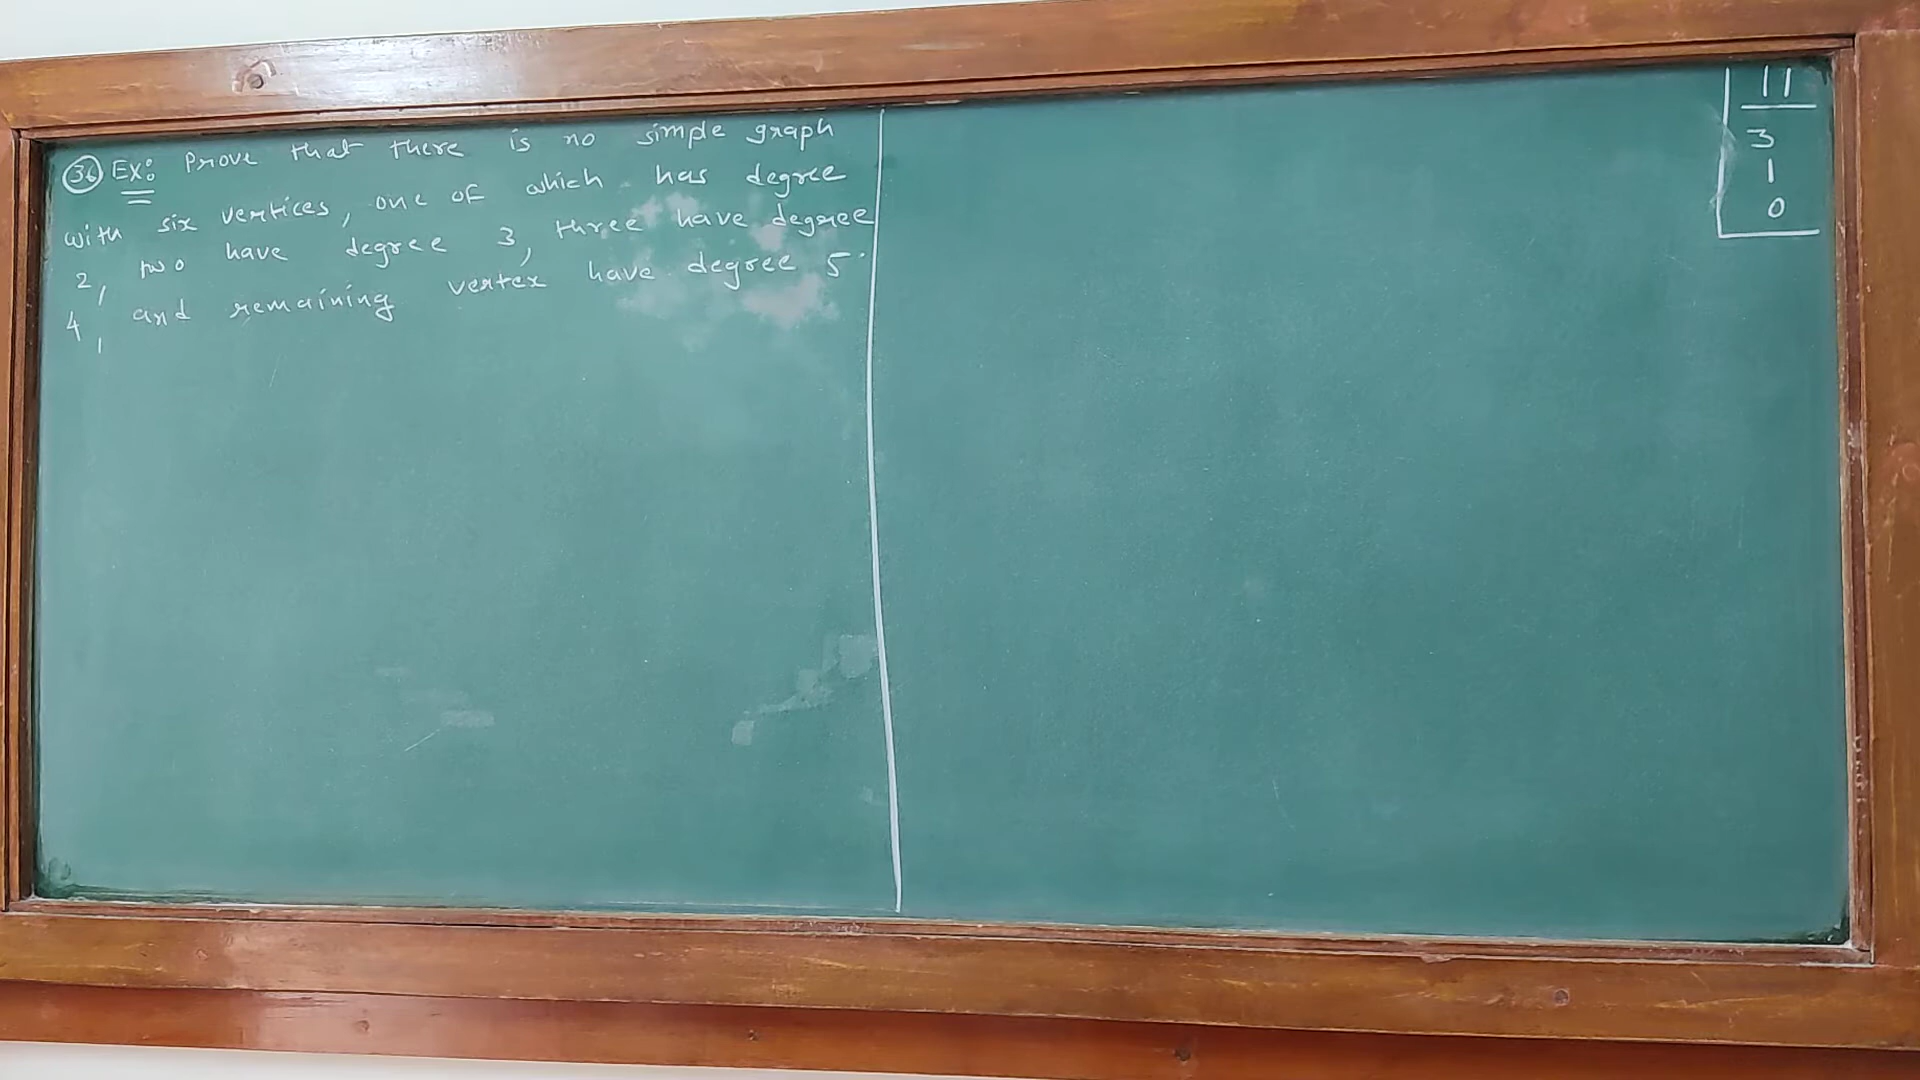 36 Ex: Prove that there is no simple graph
with six vertices, one of which has degree
2, two have degree 3, three have degree
4, and remaining vertex have degree 5.
11
3
1
0